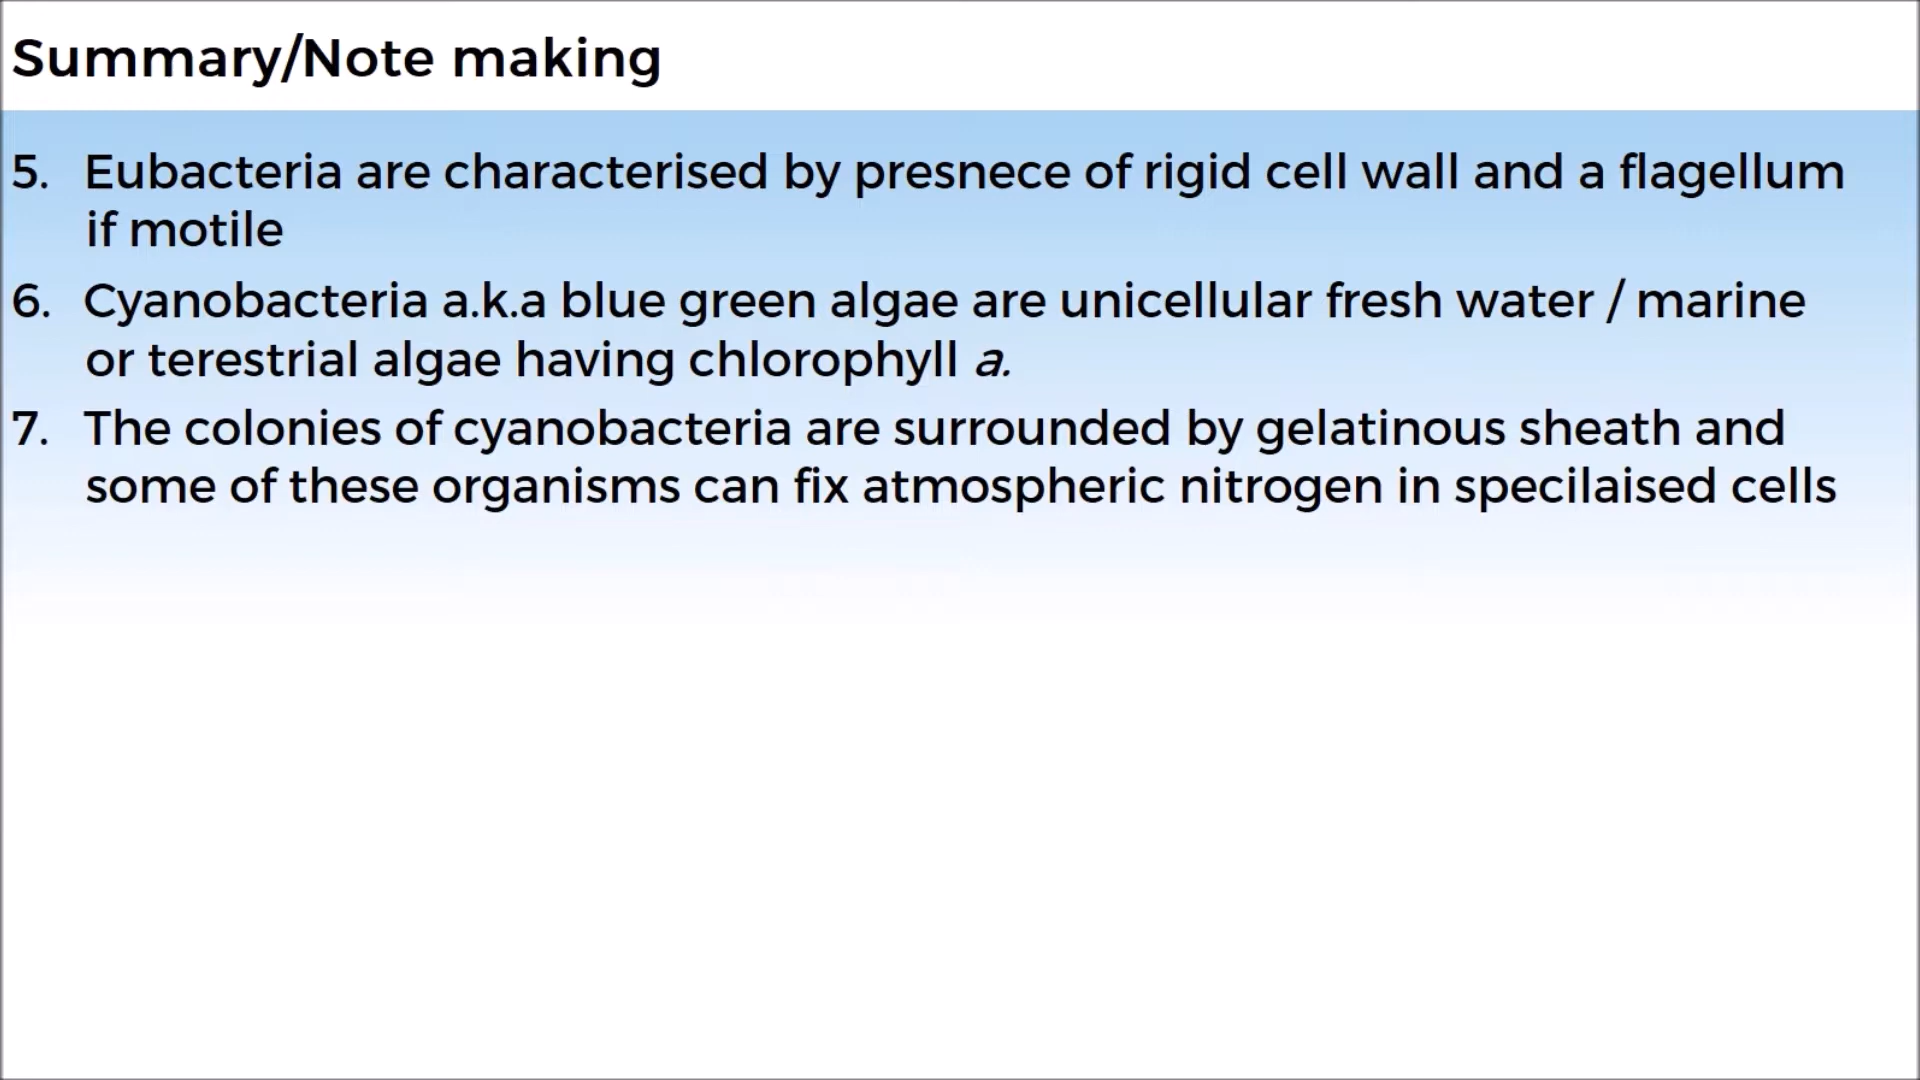 Summary/Note making
5. Eubacteria are characterised by presnece of rigid cell wall and a flagellum
if motile
6. Cyanobacteria a.k.a blue green algae are unicellular fresh water / marine
or terestrial algae having chlorophyll a.
7. The colonies of cyanobacteria are surrounded by gelatinous sheath and
some of these organisms can fix atmospheric nitrogen in specilaised cells